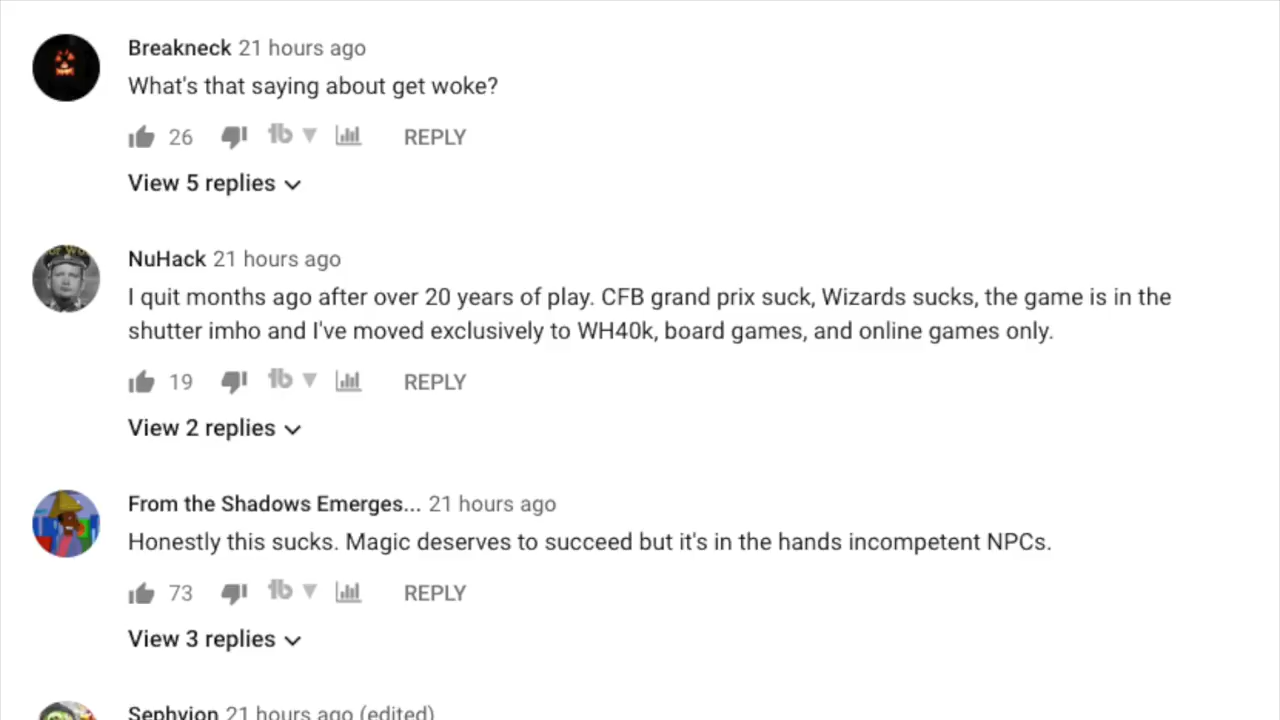 Breakneck 21 hours ago
What's that saying about get woke?
26 REPLY
View 5 replies
NuHack 21 hours ago
I quit months ago after over 20 years of play. CFB grand prix suck, Wizards sucks, the game is in the
shutter imho and I've moved exclusively to WH40k, board games, and online games only.
19 REPLY
View 2 replies
From the Shadows Emerges... 21 hours ago
Honestly this sucks. Magic deserves to succeed but it's in the hands incompetent NPCs.
73 REPLY
View 3 replies
Sephyion 21 hours ago (edited)